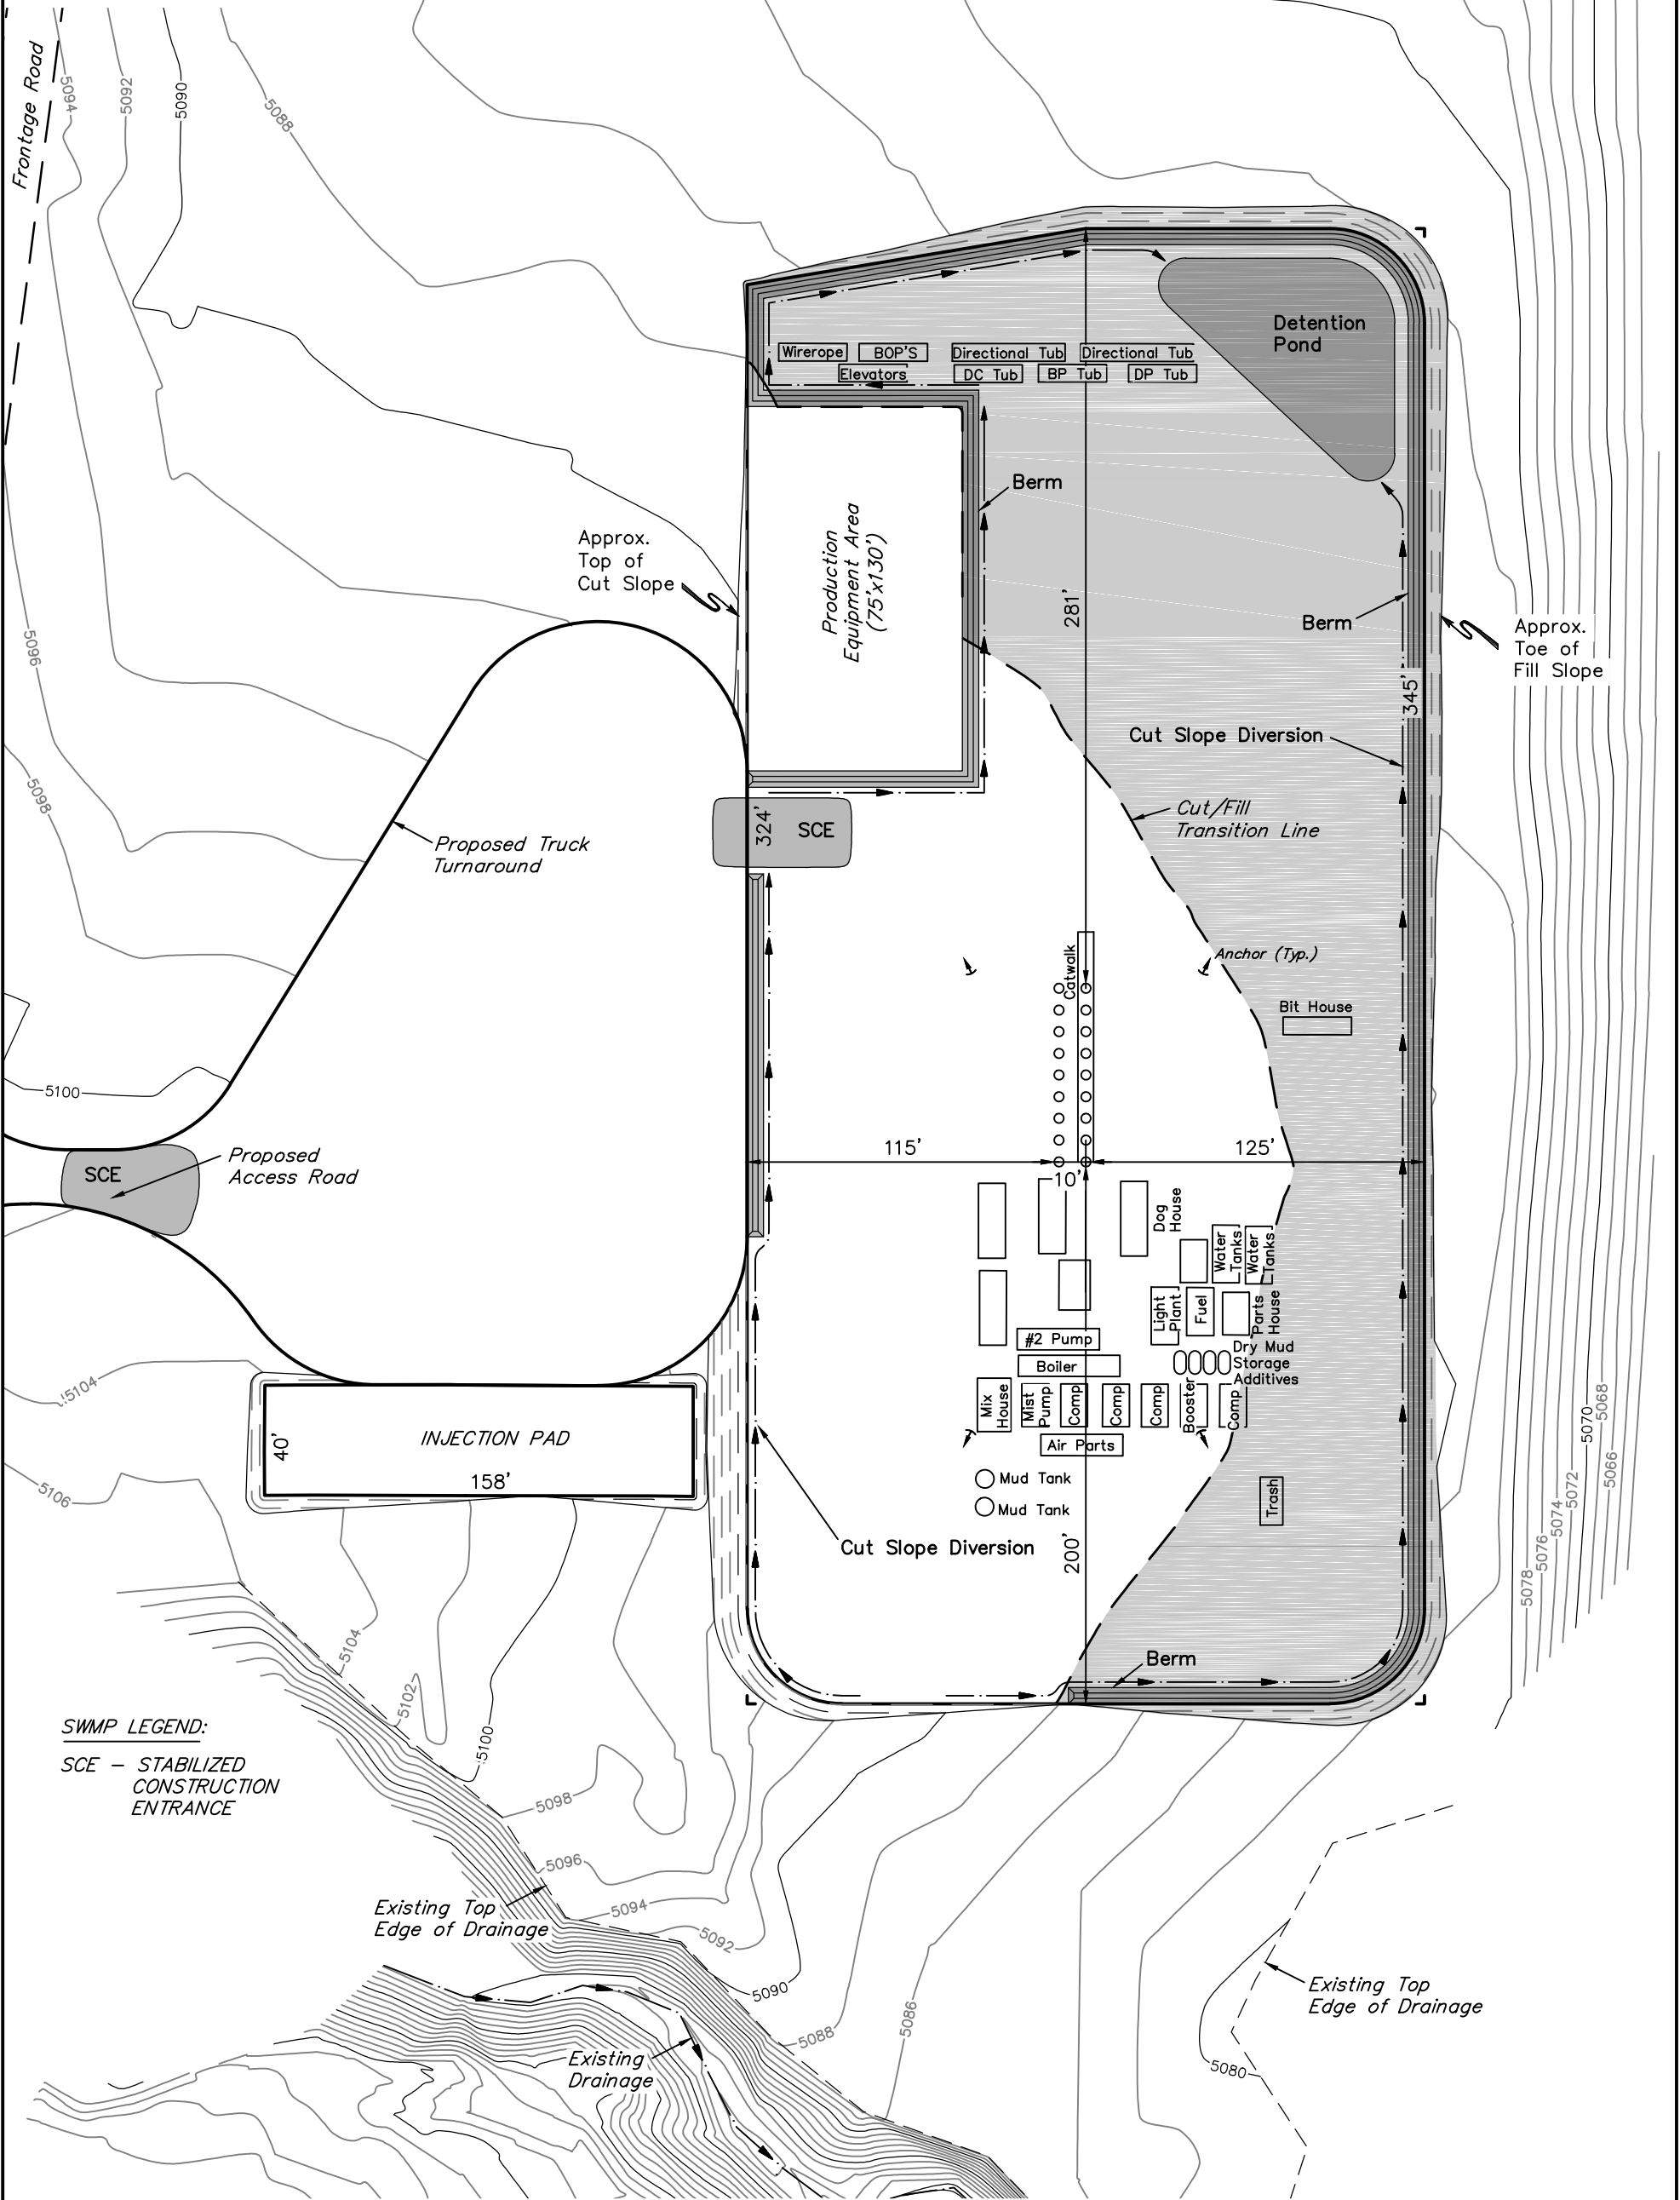 Frontage Road
5094
5092
5090
5088
Detention
Pond
Wirerope
BOP'S
Directional Tub
Directional Tub
Elevators
DC Tub
BP Tub
DP Tub
Berm
Approx.
Top of
Cut Slope
Production
Equipment Area
(75'x130')
281'
Berm
Approx.
Toe of
Fill Slope
5096
345'
Cut Slope Diversion
5098
Cut/Fill
Transition Line
324'
SCE
Proposed Truck
Turnaround
Catwalk
Anchor (Typ.)
Bit House
5100
SCE
Proposed
Access Road
115'
125'
10'
Dog
House
Water
Tanks
Water
Tanks
Light
Plant
Fuel
Parts
House
#2 Pump
Boiler
Dry Mud
Storage
Additives
Mix
House
Mist
Pump
Comp
Comp
Comp
Booster
Comp
Air Parts
5104
5106
40'
INJECTION PAD
158'
Mud Tank
Mud Tank
Trash
Cut Slope Diversion
200'
5078
5076
5074
5072
5070
5068
5066
Berm
5104
5102
5100
SWMP LEGEND:
SCE – STABILIZED
CONSTRUCTION
ENTRANCE
5098
5096
5094
5092
5090
5088
5086
5080
Existing Top
Edge of Drainage
Existing Top
Edge of Drainage
Existing
Drainage